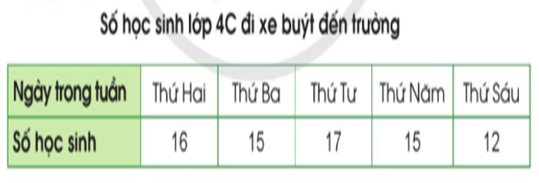 Số học sinh lớp 4C đi xe buýt đến trường
Ngày trong tuần Thứ Hai Thứ Ba Thứ Tư Thứ Năm Thứ Sáu
Số học sinh 16 15 17 15 12